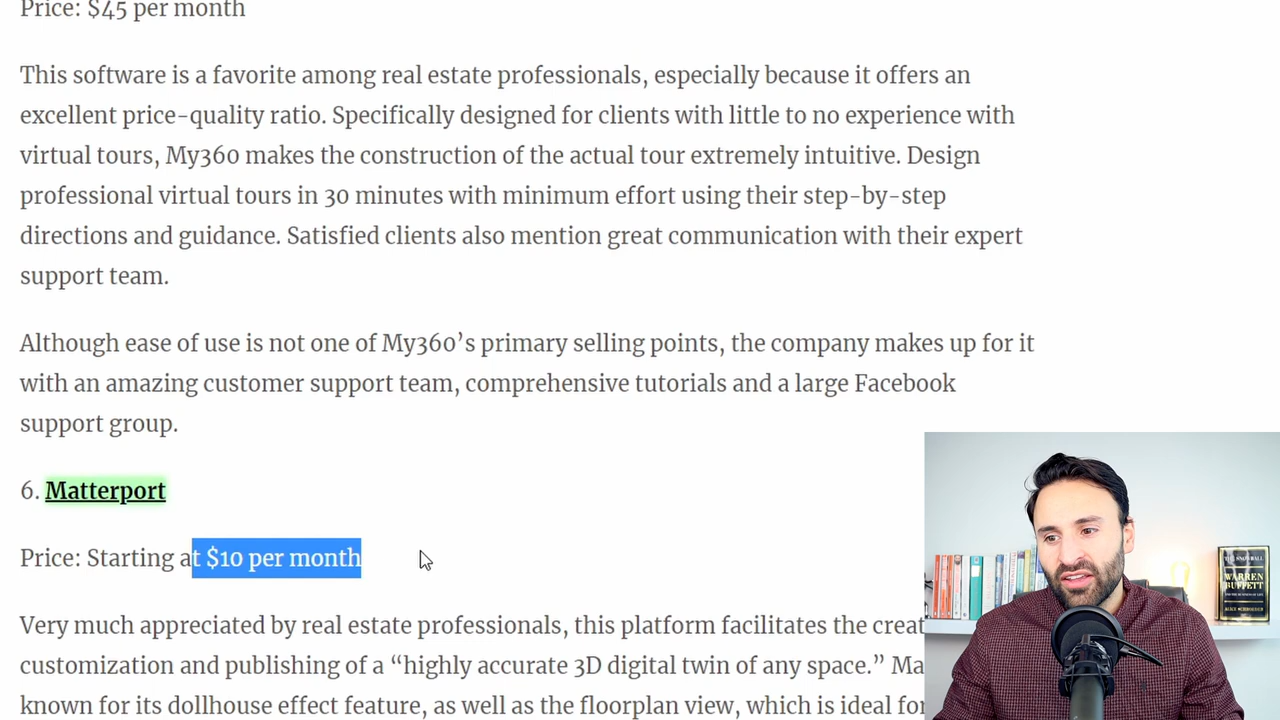 Price: $45 per month
This software is a favorite among real estate professionals, especially because it offers an
excellent price-quality ratio. Specifically designed for clients with little to no experience with
virtual tours, My360 makes the construction of the actual tour extremely intuitive. Design
professional virtual tours in 30 minutes with minimum effort using their step-by-step
directions and guidance. Satisfied clients also mention great communication with their expert
support team.
Although ease of use is not one of My360’s primary selling points, the company makes up for it
with an amazing customer support team, comprehensive tutorials and a large Facebook
support group.
6. Matterport
Price: Starting at $10 per month
Very much appreciated by real estate professionals, this platform facilitates the creat
customization and publishing of a “highly accurate 3D digital twin of any space.” Ma
known for its dollhouse effect feature, as well as the floorplan view, which is ideal for
THE SNOWBALL
WARREN
BUFFETT
ALICE SCHROEDER